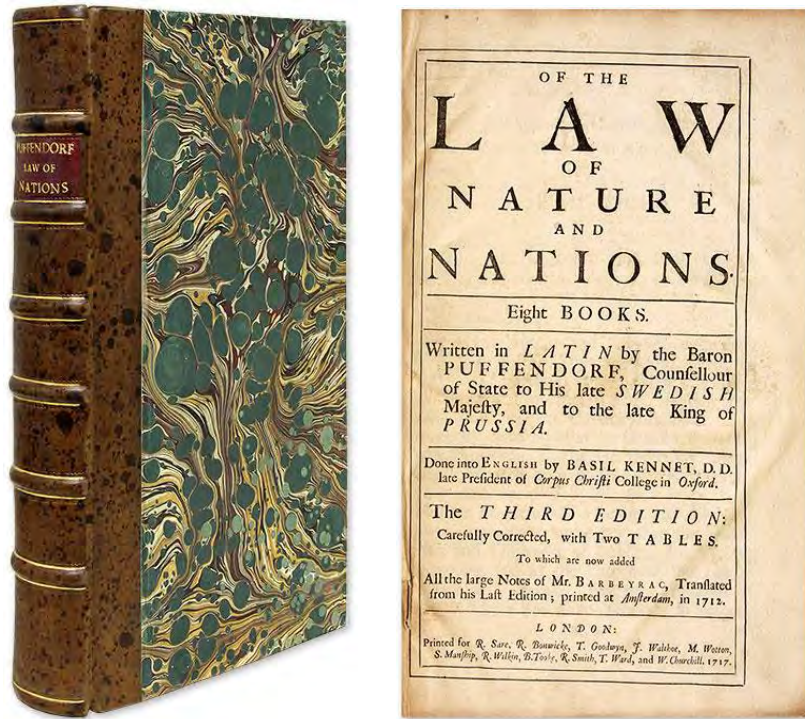 PUFFENDORF
LAW OF
NATIONS
OF THE
LAW
OF
NATURE
AND
NATIONS.
Eight BOOKS.
Written in LATIN by the Baron
PUFFENDORF, Counſellour
of State to His late SWEDISH
Majeſty, and to the late King of
PRUSSIA.
Done into ENGLISH by BASIL KENNET, D. D.
late Preſident of Corpus Chriſti College in Oxford.
The THIRD EDITION:
Carefully Corrected, with Two TABLES.
To which are now added
All the large Notes of Mr. BARBEYRAC, Tranſlated
from his Laſt Edition; printed at Amſterdam, in 1712.
LONDON:
Printed for R. Sare, R. Bonwicke, T. Goodwyn, J. Walthoe, M. Wotton,
S. Manſhip, R. Wilkin, B. Tooke, R. Smith, T. Ward, and W. Churchill. 1717.